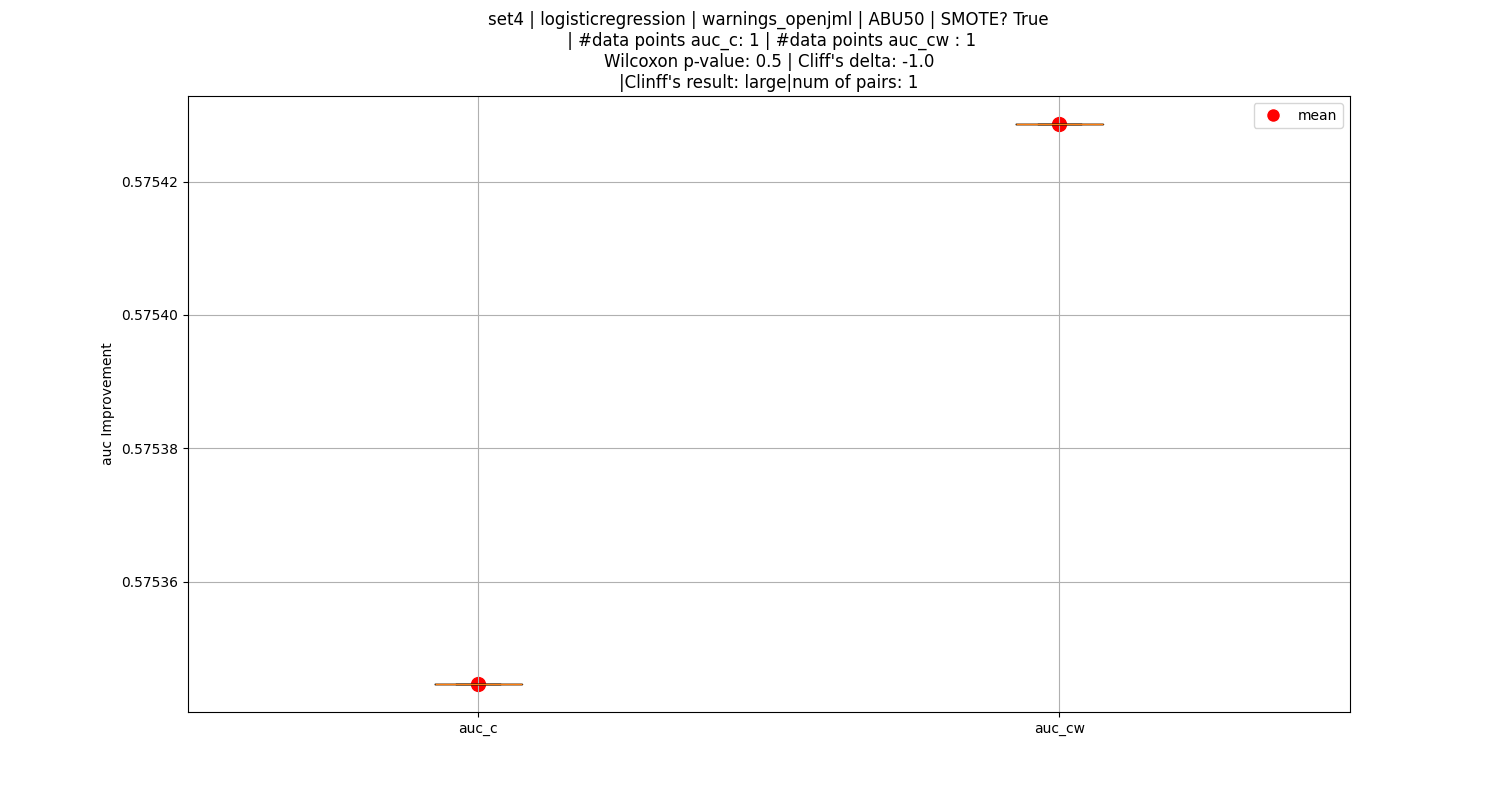 set4 | logisticregression | warnings_openjml | ABU50 | SMOTE? True
| #data points auc_c: 1 | #data points auc_cw : 1
Wilcoxon p-value: 0.5 | Cliff's delta: -1.0
|Clinff's result: large|num of pairs: 1
mean
0.57542
0.57540
0.57538
0.57536
auc Improvement
auc_c
auc_cw